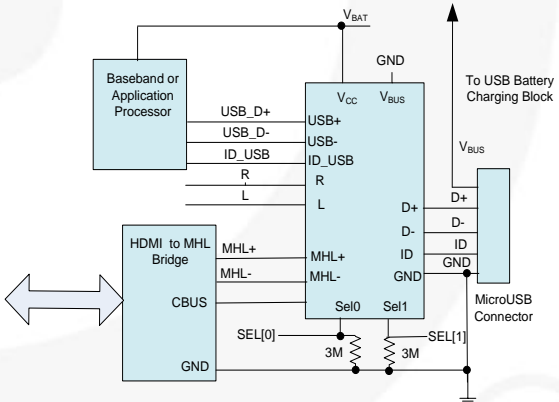 VBAT
GND
To USB Battery
Charging Block
Baseband or
Application
Processor
VCC
VBUS
USB_D+
USB+
USB_D-
USB-
ID_USB
ID_USB
R
R
L
L
VBUS
D+
D+
D-
D-
ID
ID
GND
GND
HDMI to MHL
Bridge
MHL+
MHL+
MHL-
MHL-
CBUS
MicroUSB
Connector
Sel0
Sel1
SEL[0]
SEL[1]
3M
3M
GND